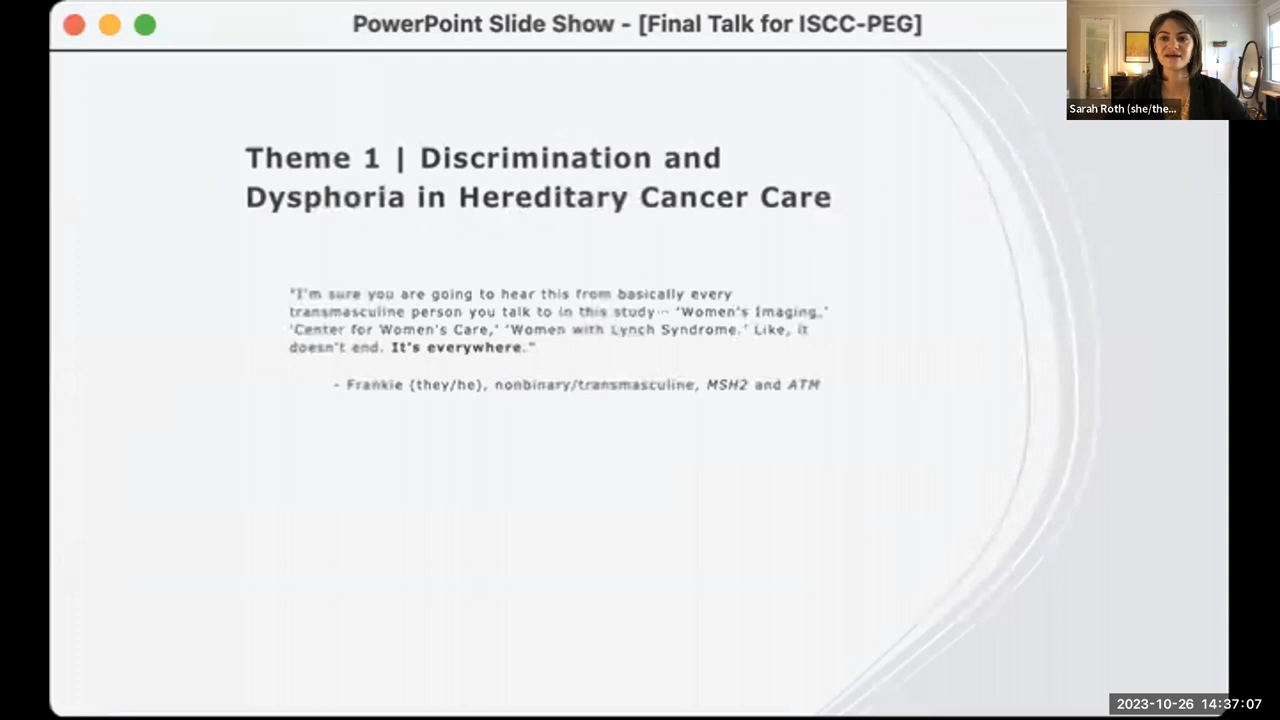 PowerPoint Slide Show - [Final Talk for ISCC-PEG]
Sarah Roth (she/the...
Theme 1 | Discrimination and
Dysphoria in Hereditary Cancer Care
"I'm sure you are going to hear this from basically every
transmasculine person you talk to in this study... 'Women's Imaging,'
'Center for Women's Care,' 'Women with Lynch Syndrome.' Like, it
doesn't end. It's everywhere."
- Frankie (they/he), nonbinary/transmasculine, MSH2 and ATM
2023-10-26 14:37:07